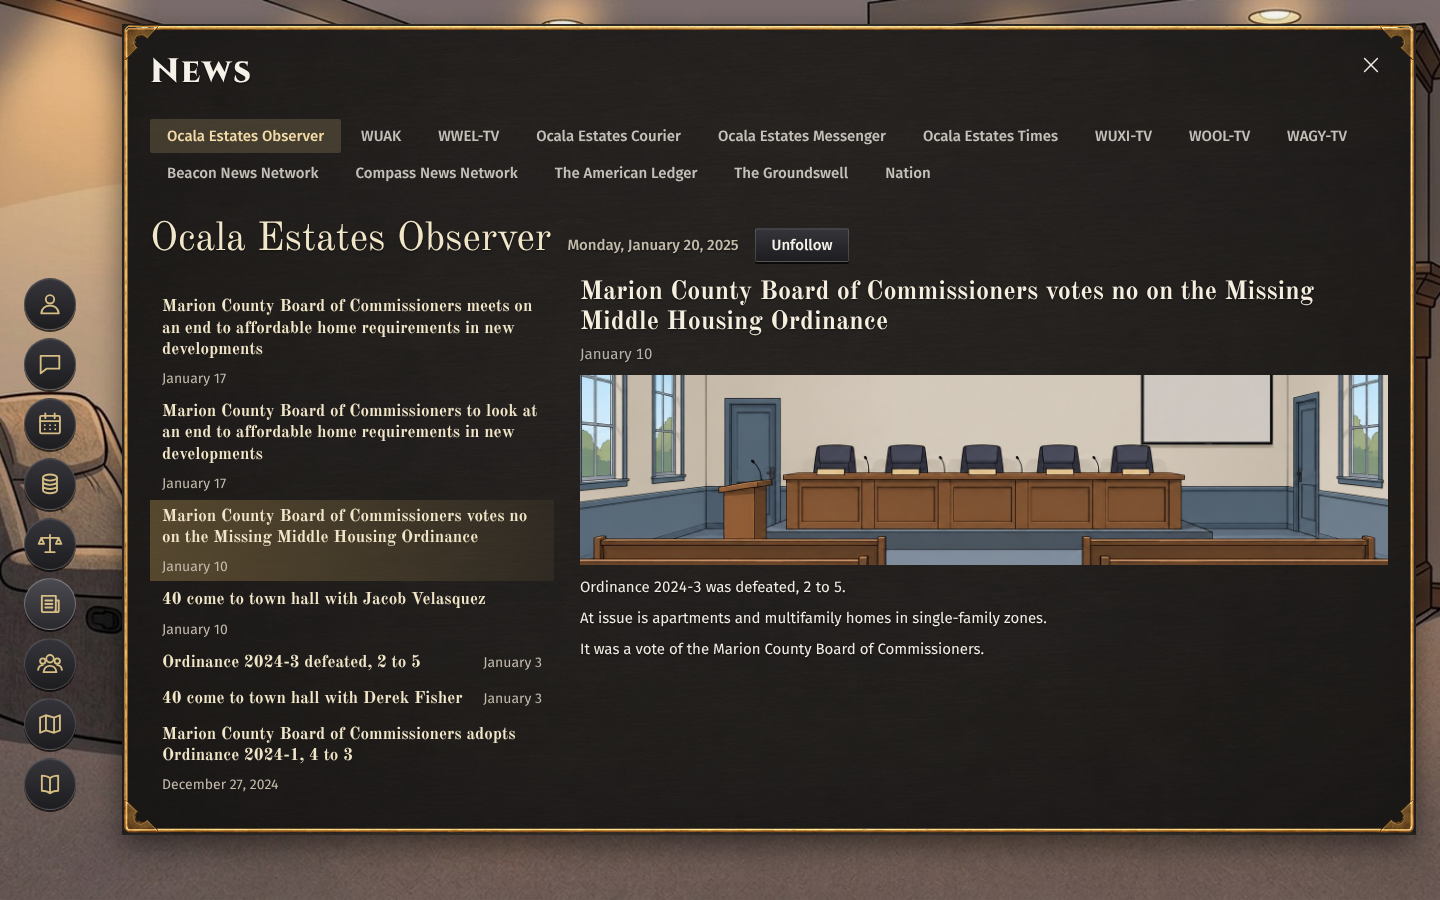 News
Ocala Estates Observer WUAK WWEL-TV Ocala Estates Courier Ocala Estates Messenger Ocala Estates Times WUXI-TV WOOL-TV WAGY-TV
Beacon News Network Compass News Network The American Ledger The Groundswell Nation
Ocala Estates Observer Monday, January 20, 2025 Unfollow
Marion County Board of Commissioners meets on
an end to affordable home requirements in new
developments
January 17
Marion County Board of Commissioners to look at
an end to affordable home requirements in new
developments
January 17
Marion County Board of Commissioners votes no
on the Missing Middle Housing Ordinance
January 10
40 come to town hall with Jacob Velasquez
January 10
Ordinance 2024-3 defeated, 2 to 5 January 3
40 come to town hall with Derek Fisher January 3
Marion County Board of Commissioners adopts
Ordinance 2024-1, 4 to 3
December 27, 2024
Marion County Board of Commissioners votes no on the Missing
Middle Housing Ordinance
January 10
Ordinance 2024-3 was defeated, 2 to 5.
At issue is apartments and multifamily homes in single-family zones.
It was a vote of the Marion County Board of Commissioners.